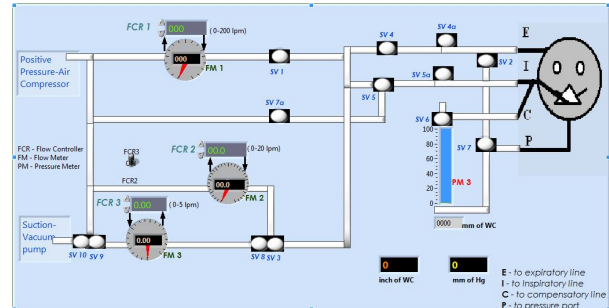 FCR 1
000
(0-200 lpm)
000
FM 1
Positive
Pressure-Air
Compressor
SV 1
SV 4
SV 4a
SV 2
SV 5
SV 5a
E
I
C
P
SV 7a
SV 6
SV 7
100
80
60
40
20
0
PM 3
0000
mm of WC
FCR - Flow Controller
FM - Flow Meter
PM - Pressure Meter
FCR3
FCR2
FCR 2
00.0
(0-20 lpm)
00.0
FM 2
FCR 3
0.00
(0-5 lpm)
0.00
FM 3
Suction-
Vacuum
pump
SV 10
SV 9
SV 8
SV 3
0
inch of WC
0
mm of Hg
E - to expiratory line
I - to Inspiratory line
C - to compensatory line
P - to pressure port